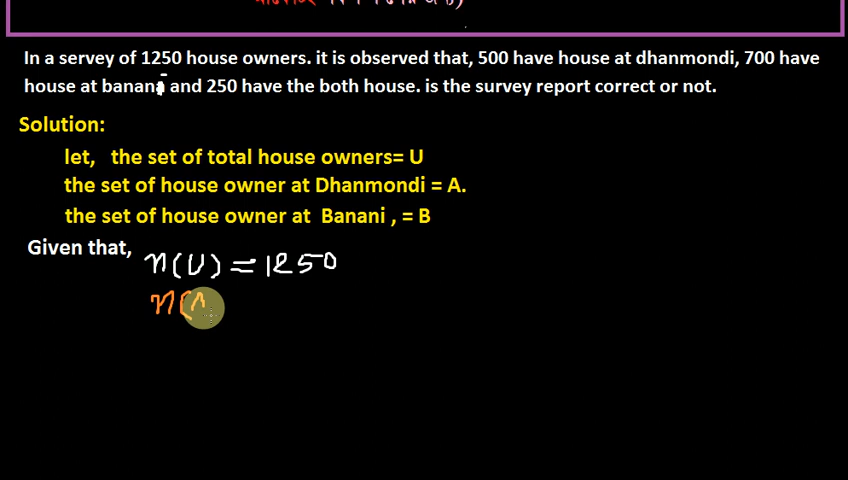 In a servey of 1250 house owners. it is observed that, 500 have house at dhanmondi, 700 have
house at banana and 250 have the both house. is the survey report correct or not.
Solution:
let, the set of total house owners= U
the set of house owner at Dhanmondi = A.
the set of house owner at Banani , = B
Given that,
n(U) = 1250
n(A